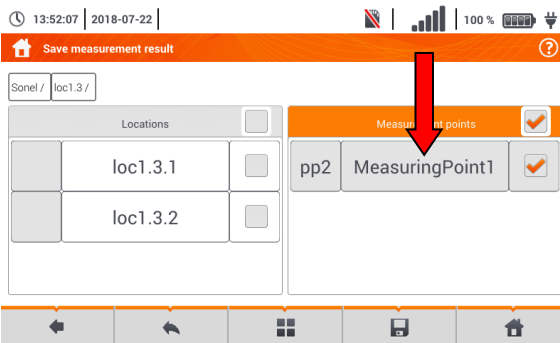 13:52:07 2018-07-22 100 %
Save measurement result ?
Sonel / loc1.3 /
Locations Measurement points
loc1.3.1 pp2 MeasuringPoint1
loc1.3.2